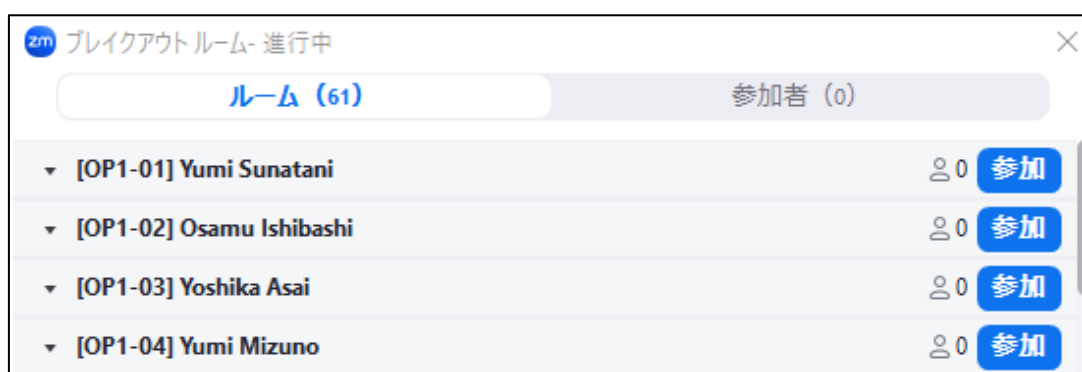 zm ブレイクアウト ルーム- 進行中
ルーム（61） 参加者（0）
[OP1-01] Yumi Sunatani 0 参加
[OP1-02] Osamu Ishibashi 0 参加
[OP1-03] Yoshika Asai 0 参加
[OP1-04] Yumi Mizuno 0 参加